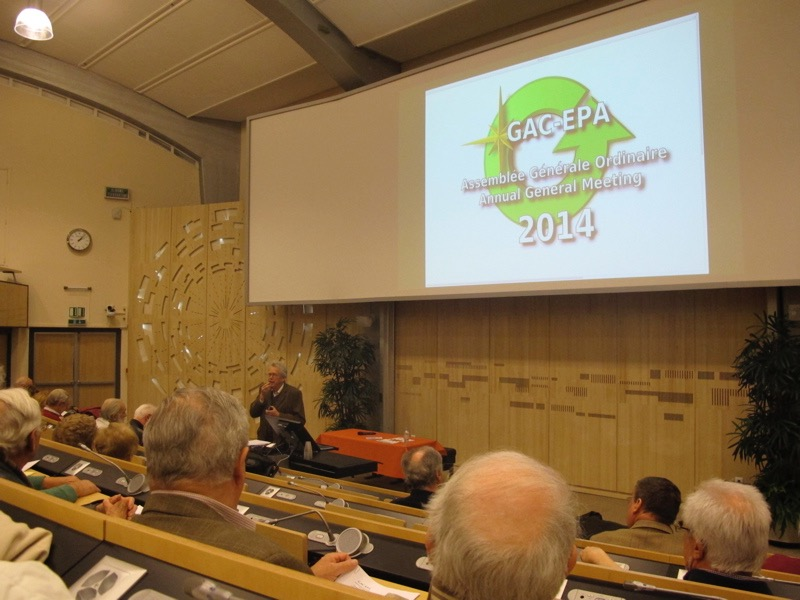 GAC-EPA
Assemblée Générale Ordinaire
Annual General Meeting
2014